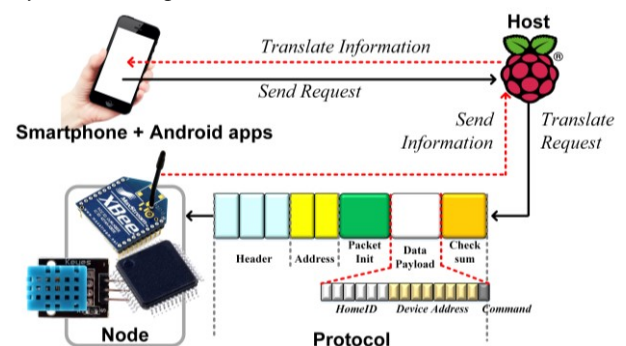 Host
Translate Information
Send Request
Smartphone + Android apps
Send
Information
Translate
Request
XBee
Header
Address
Packet
Init
Data
Payload
Check
sum
HomeID
Device Address
Command
Node
Protocol